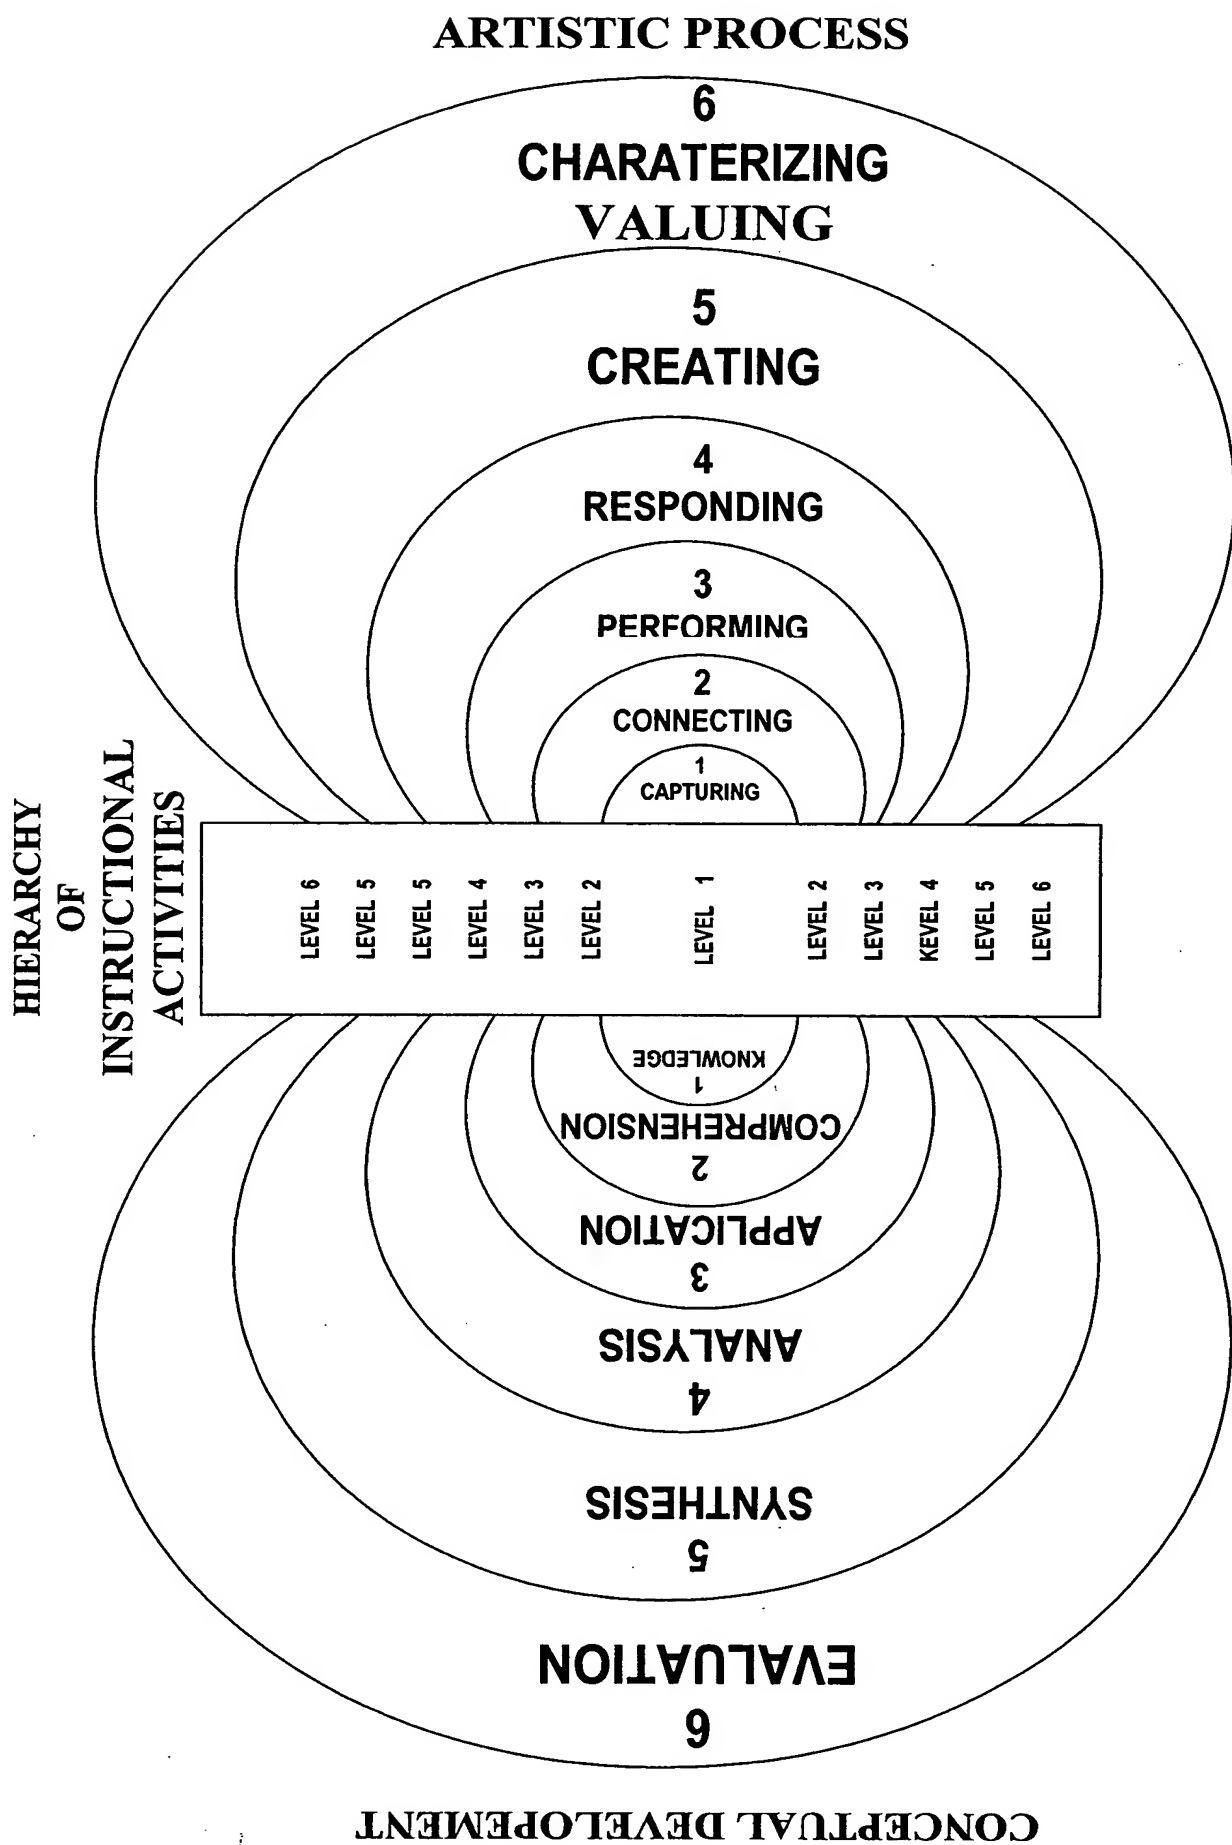 ARTISTIC PROCESS
6
CHARATERIZING
VALUING
5
CREATING
4
RESPONDING
3
PERFORMING
2
CONNECTING
1
CAPTURING
HIERARCHY
OF
INSTRUCTIONAL
ACTIVITIES
LEVEL 6
LEVEL 5
LEVEL 5
LEVEL 4
LEVEL 3
LEVEL 2
LEVEL 1
LEVEL 2
LEVEL 3
KEVEL 4
LEVEL 5
LEVEL 6
KNOWLEDGE
1
COMPREHENSION
2
APPLICATION
3
ANALYSIS
4
SYNTHESIS
5
EVALUATION
6
CONCEPTUAL DEVELOPEMENT